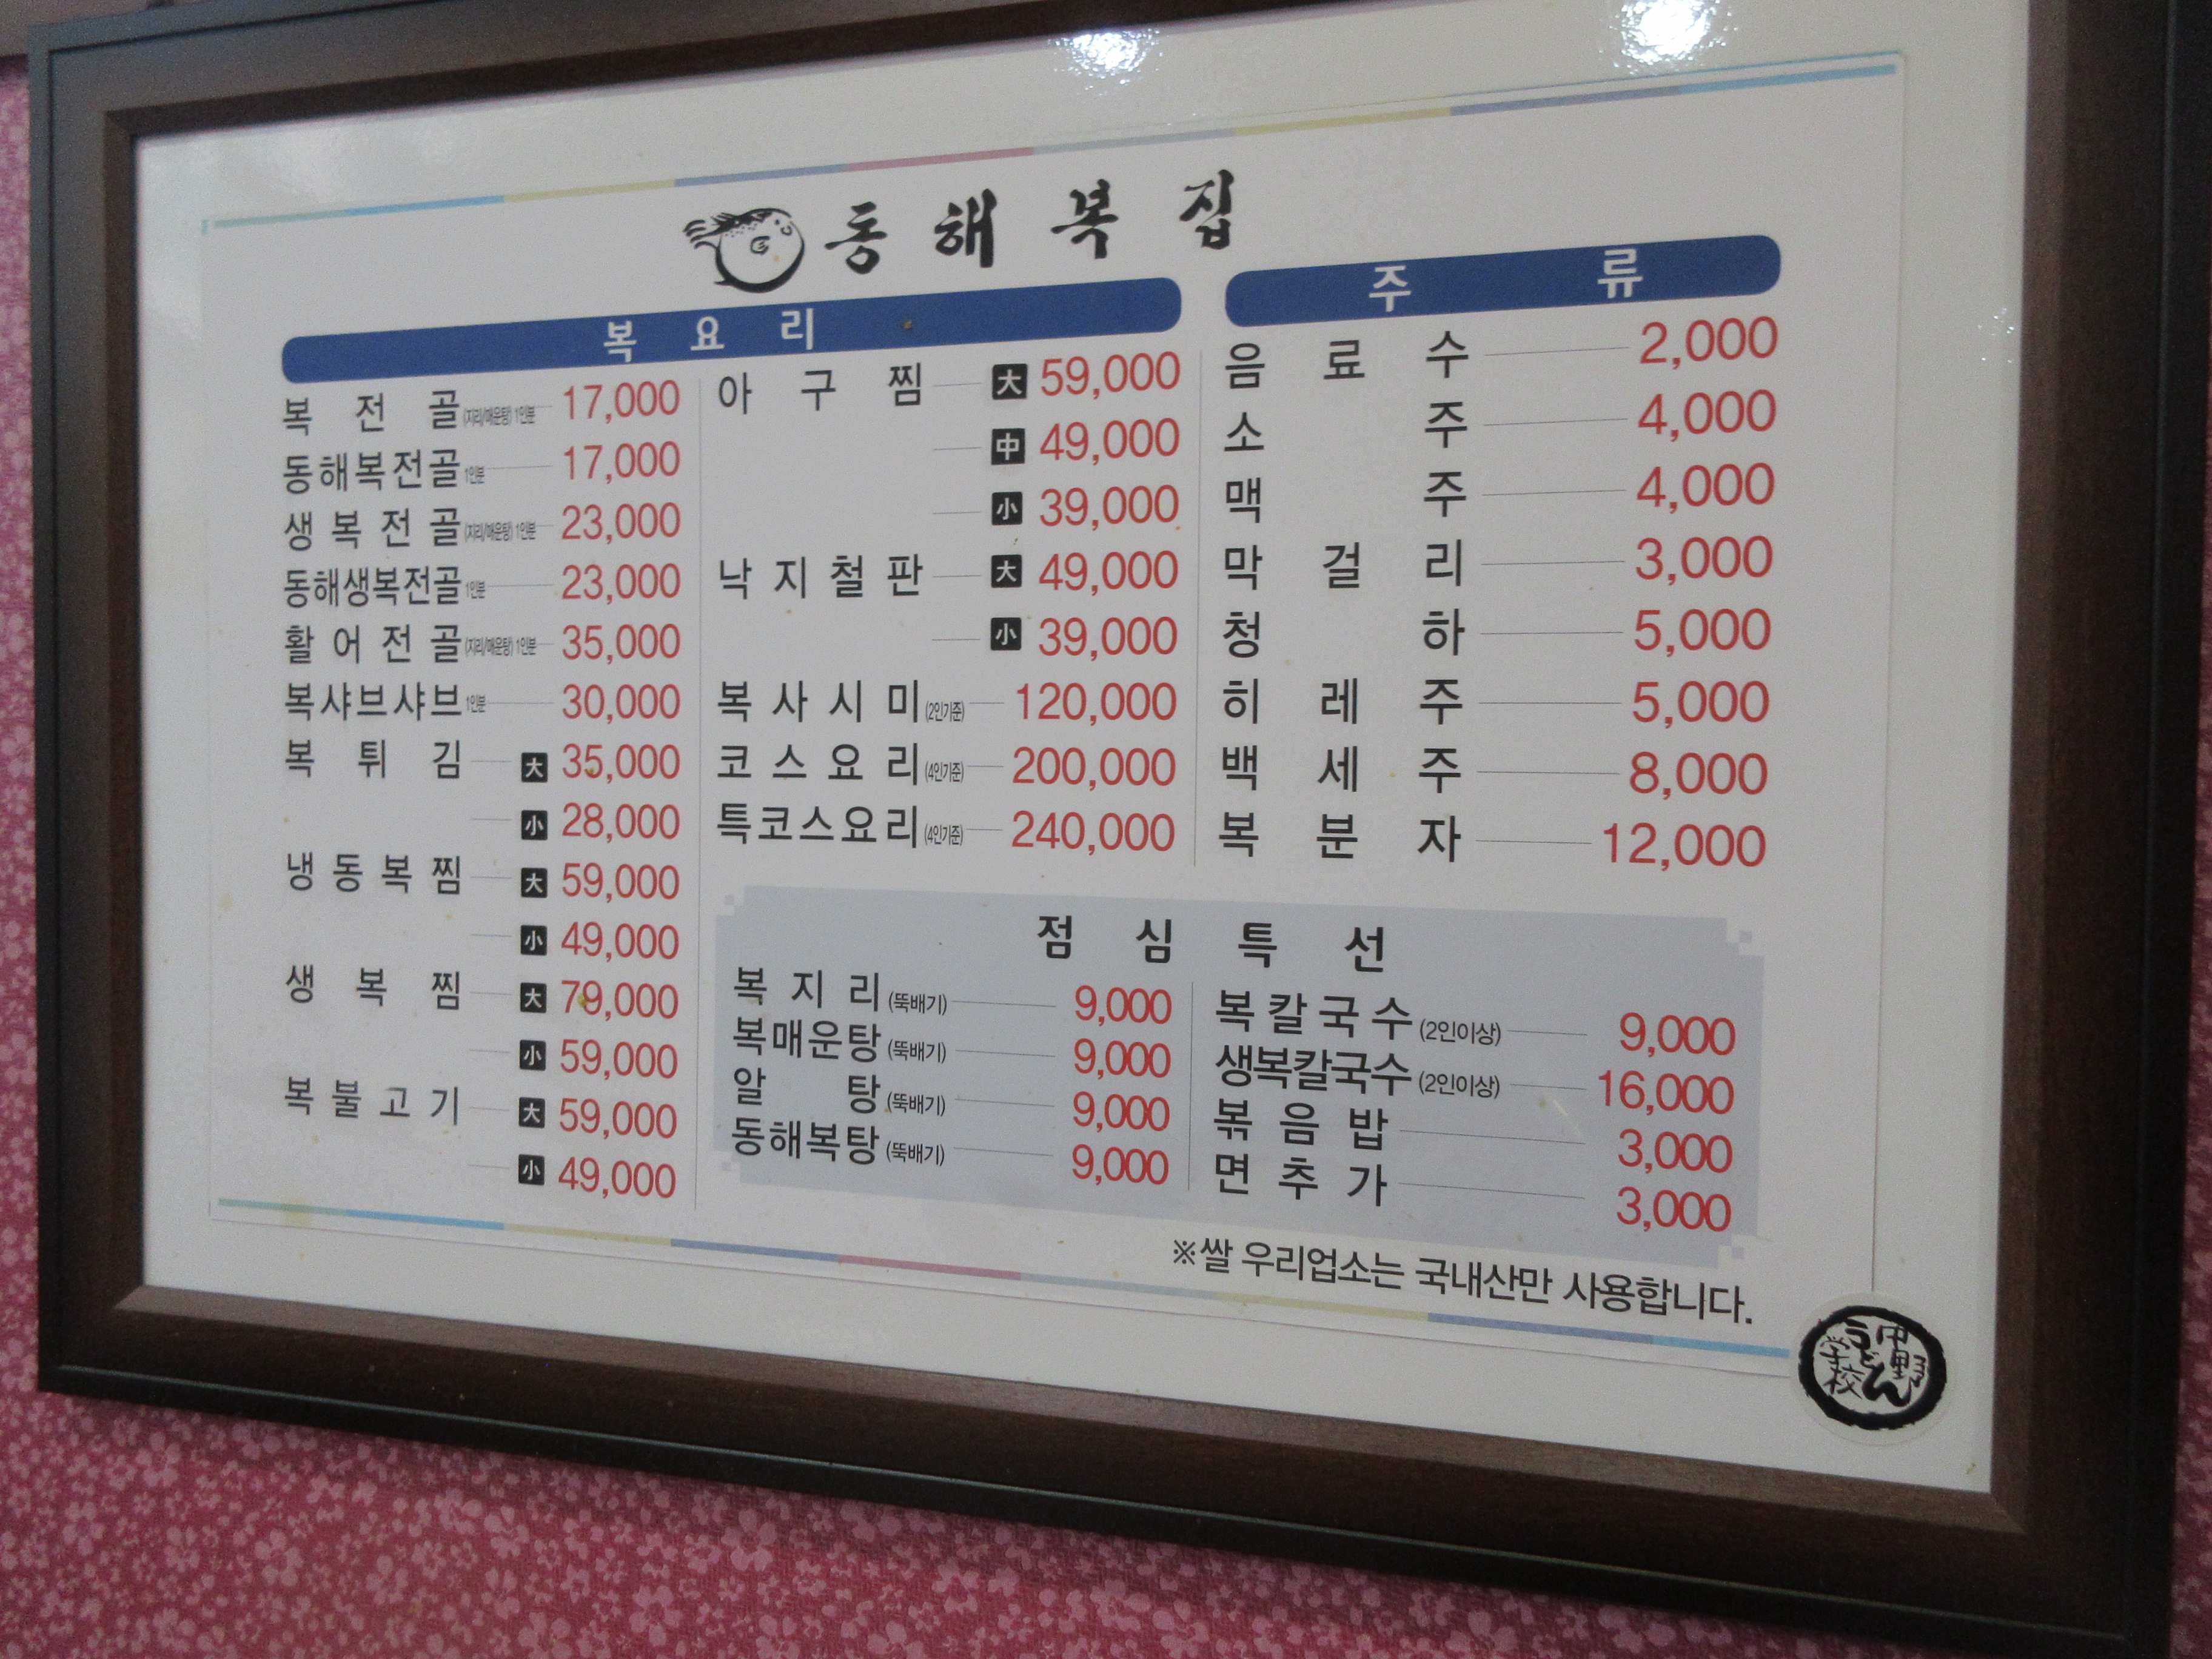 동해복집
복요리
복전골(지리/매운탕) 1인분 17,000
동해복전골 1인분 17,000
생복전골(지리/매운탕) 1인분 23,000
동해생복전골 1인분 23,000
활어전골(지리/매운탕) 1인분 35,000
복샤브샤브 1인분 30,000
복튀김 大 35,000
小 28,000
냉동복찜 大 59,000
小 49,000
생복찜 大 79,000
小 59,000
복불고기 大 59,000
小 49,000
아구찜 大 59,000
中 49,000
小 39,000
낙지철판 大 49,000
小 39,000
복사시미(2인기준) 120,000
코스요리(4인기준) 200,000
특코스요리(4인기준) 240,000
주류
음료수 2,000
소주 4,000
맥주 4,000
막걸리 3,000
청하 5,000
히레주 5,000
백세주 8,000
복분자 12,000
점심특선
복지리(뚝배기) 9,000
복매운탕(뚝배기) 9,000
알탕(뚝배기) 9,000
동해복탕(뚝배기) 9,000
복칼국수(2인이상) 9,000
생복칼국수(2인이상) 16,000
볶음밥 3,000
면추가 3,000
※쌀 우리업소는 국내산만 사용합니다.
中野
うどん
学校